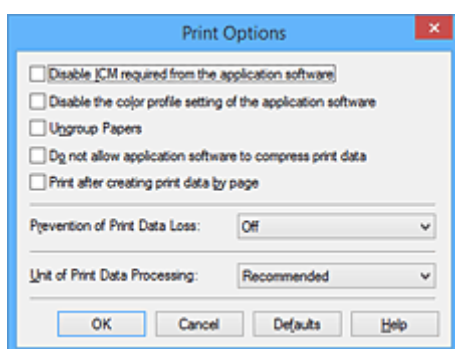 Print Options
Disable ICM required from the application software
Disable the color profile setting of the application software
Ungroup Papers
Do not allow application software to compress print data
Print after creating print data by page
Prevention of Print Data Loss: Off
Unit of Print Data Processing: Recommended
OK Cancel Defaults Help